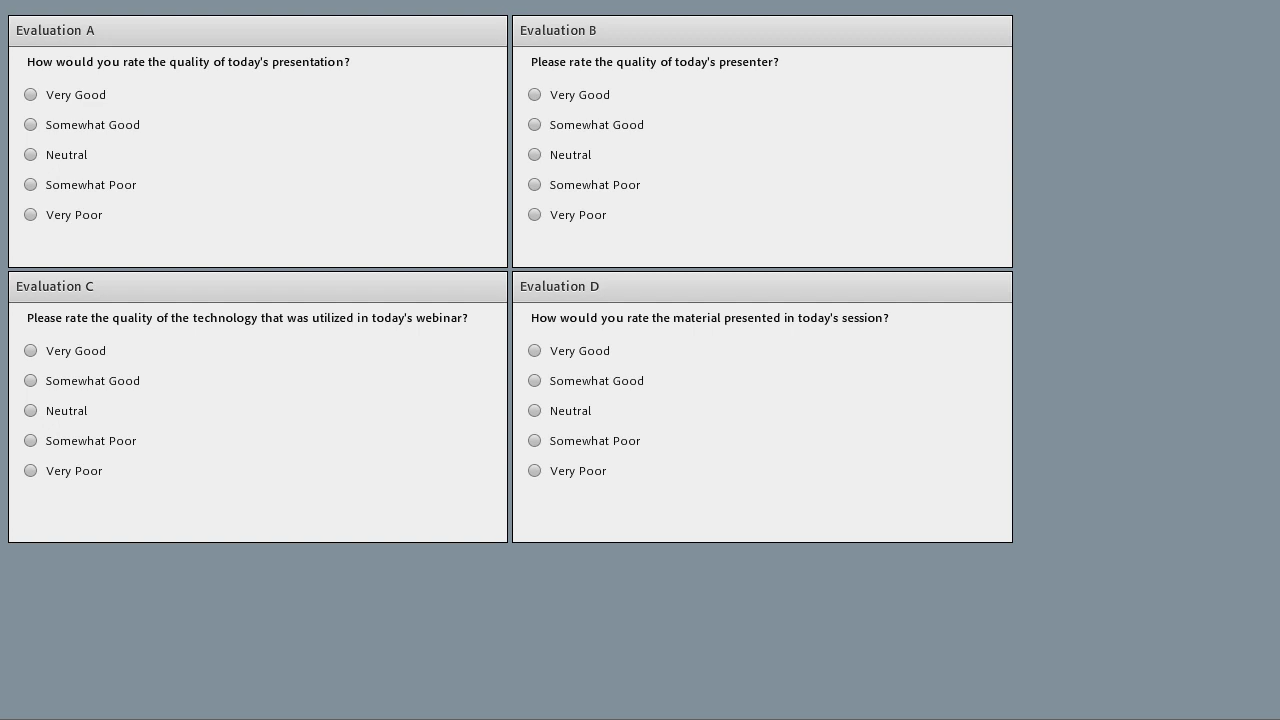 Evaluation A
How would you rate the quality of today's presentation?
Very Good
Somewhat Good
Neutral
Somewhat Poor
Very Poor
Evaluation B
Please rate the quality of today's presenter?
Very Good
Somewhat Good
Neutral
Somewhat Poor
Very Poor
Evaluation C
Please rate the quality of the technology that was utilized in today's webinar?
Very Good
Somewhat Good
Neutral
Somewhat Poor
Very Poor
Evaluation D
How would you rate the material presented in today's session?
Very Good
Somewhat Good
Neutral
Somewhat Poor
Very Poor